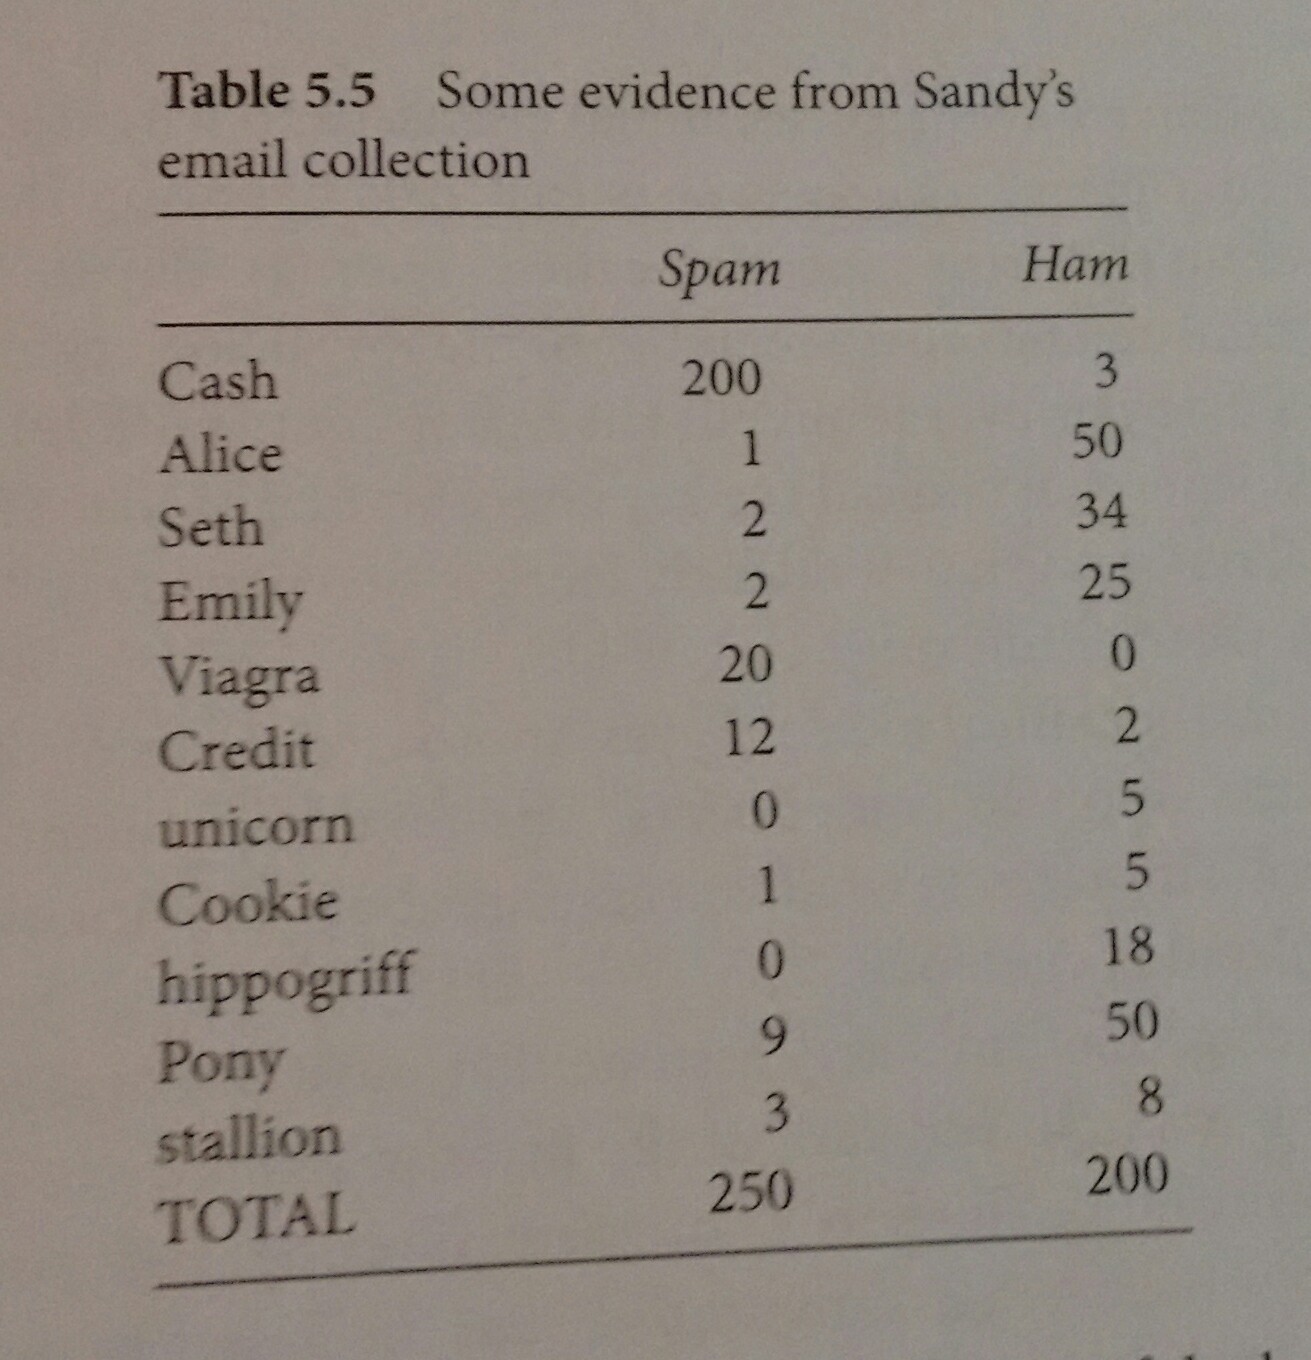 Table 5.5 Some evidence from Sandy's
email collection
Spam Ham
Cash 200 3
Alice 1 50
Seth 2 34
Emily 2 25
Viagra 20 0
Credit 12 2
unicorn 0 5
Cookie 1 5
hippogriff 0 18
Pony 9 50
stallion 3 8
TOTAL 250 200